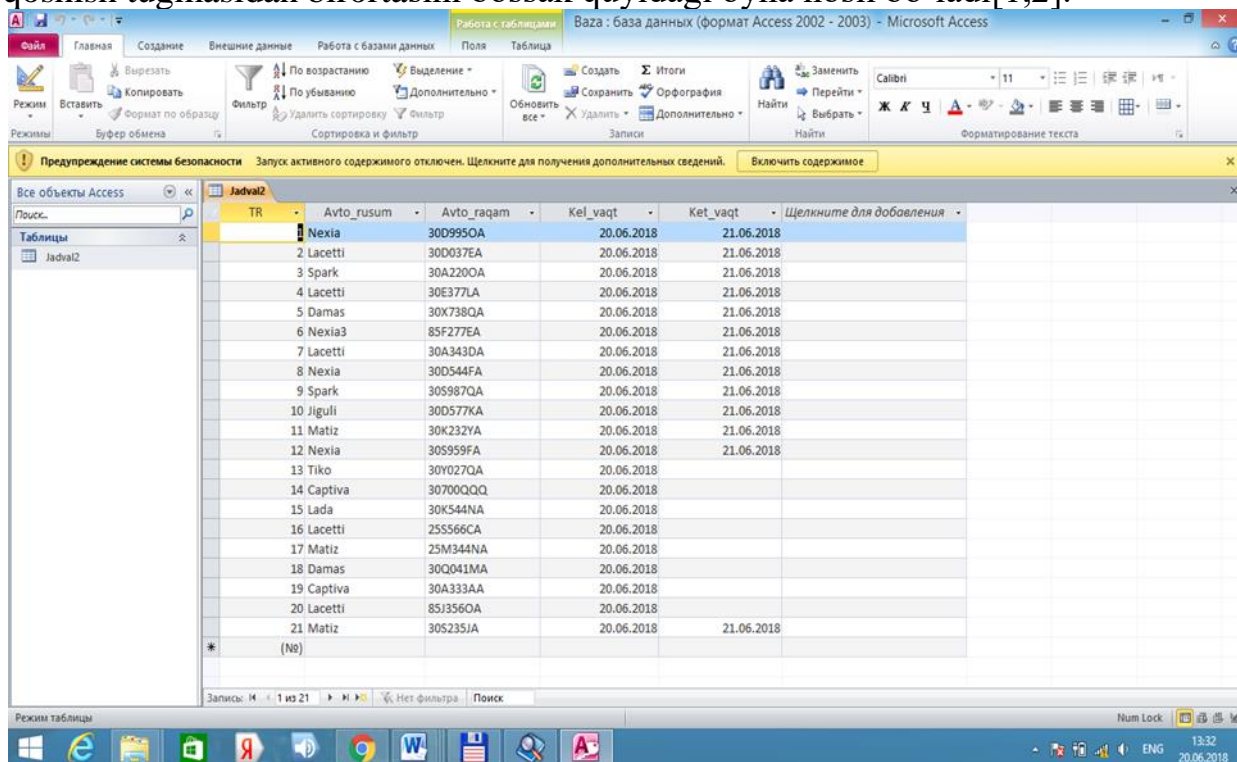 qoshilsh tugmasidan birortasini bossak quyidagi oyna hosil bo'ladi[1,2].
Работа с таблицами Baza : база данных (формат Access 2002 - 2003) - Microsoft Access
Файл Главная Создание Внешние данные Работа с базами данных Поля Таблица
Режим Вставить Вырезать Копировать Формат по образцу
Фильтр По возрастанию По убыванию Удалить сортировку Выделение Дополнительно Фильтр
Обновить все Создать Сохранить Удалить Итоги Орфография Дополнительно
Найти Заменить Перейти Выбрать
Calibri 11
Ж К Ч А
Режимы Буфер обмена Сортировка и фильтр Записи Найти Форматирование текста
Предупреждение системы безопасности Запуск активного содержимого отключен. Щелкните для получения дополнительных сведений. Включить содержимое
Все объекты Access
Поиск...
Таблицы
Jadval2
Jadval2
TR Avto_rusum Avto_raqam Kel_vaqt Ket_vaqt Щелкните для добавления
1 Nexia 30D995OA 20.06.2018 21.06.2018
2 Lacetti 30D037EA 20.06.2018 21.06.2018
3 Spark 30A220OA 20.06.2018 21.06.2018
4 Lacetti 30E377LA 20.06.2018 21.06.2018
5 Damas 30X738QA 20.06.2018 21.06.2018
6 Nexia3 85F277EA 20.06.2018 21.06.2018
7 Lacetti 30A343DA 20.06.2018 21.06.2018
8 Nexia 30D544FA 20.06.2018 21.06.2018
9 Spark 30S987QA 20.06.2018 21.06.2018
10 Jiguli 30D577KA 20.06.2018 21.06.2018
11 Matiz 30K232YA 20.06.2018 21.06.2018
12 Nexia 30S959FA 20.06.2018 21.06.2018
13 Tiko 30Y027QA 20.06.2018
14 Captiva 30700QQQ 20.06.2018
15 Lada 30K544NA 20.06.2018
16 Lacetti 25S566CA 20.06.2018
17 Matiz 25M344NA 20.06.2018
18 Damas 30Q041MA 20.06.2018
19 Captiva 30A333AA 20.06.2018
20 Lacetti 85J356OA 20.06.2018
21 Matiz 30S235JA 20.06.2018 21.06.2018
(№)
Запись: 1 из 21 Нет фильтра Поиск
Режим таблицы Num Lock
ENG 13:32
20.06.2018